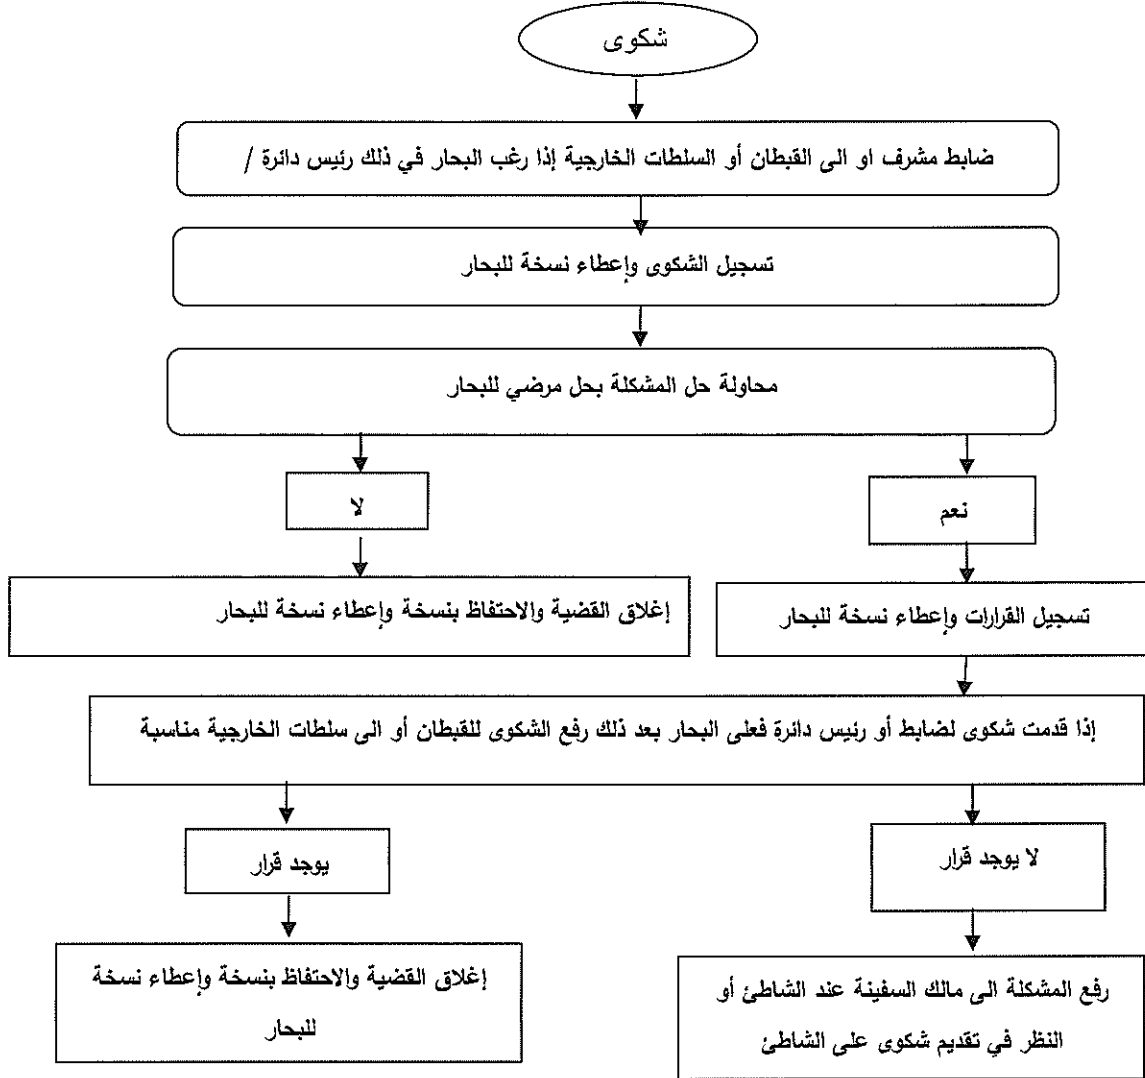 شكوى
ضابط مشرف او الى القبطان أو السلطات الخارجية إذا رغب البحار في ذلك رئيس دائرة /
تسجيل الشكوى وإعطاء نسخة للبحار
محاولة حل المشكلة بحل مرضي للبحار
نعم
لا
تسجيل القرارات وإعطاء نسخة للبحار
إغلاق القضية والاحتفاظ بنسخة وإعطاء نسخة للبحار
إذا قدمت شكوى لضابط أو رئيس دائرة فعلى البحار بعد ذلك رفع الشكوى للقبطان أو الى سلطات الخارجية مناسبة
لا يوجد قرار
يوجد قرار
رفع المشكلة الى مالك السفينة عند الشاطئ أو
النظر في تقديم شكوى على الشاطئ
إغلاق القضية والاحتفاظ بنسخة وإعطاء نسخة
للبحار